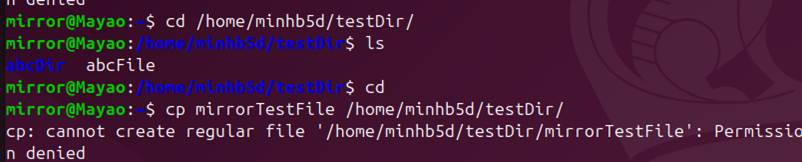 n denied
mirror@Mayao:~$ cd /home/minhb5d/testDir/
mirror@Mayao:/home/minhb5d/testDir$ ls
abcDir  abcFile
mirror@Mayao:/home/minhb5d/testDir$ cd
mirror@Mayao:~$ cp mirrorTestFile /home/minhb5d/testDir/
cp: cannot create regular file '/home/minhb5d/testDir/mirrorTestFile': Permissio
n denied